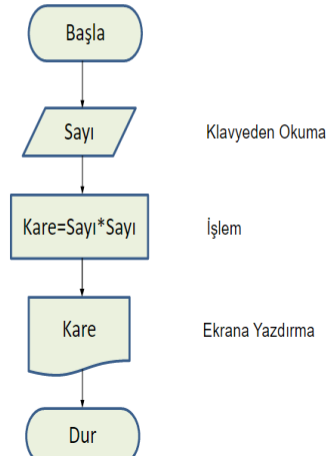 Başla
Sayı
Klavyeden Okuma
Kare=Sayı*Sayı
İşlem
Kare
Ekrana Yazdırma
Dur